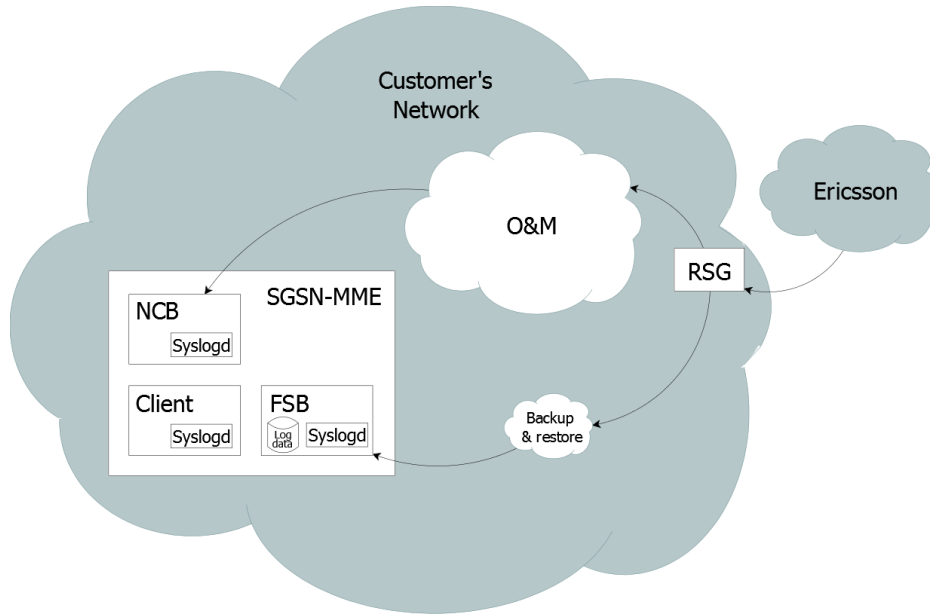 Customer's
Network
Ericsson
O&M
RSG
SGSN-MME
NCB
Syslogd
Client
Syslogd
FSB
Log
data
Syslogd
Backup
& restore